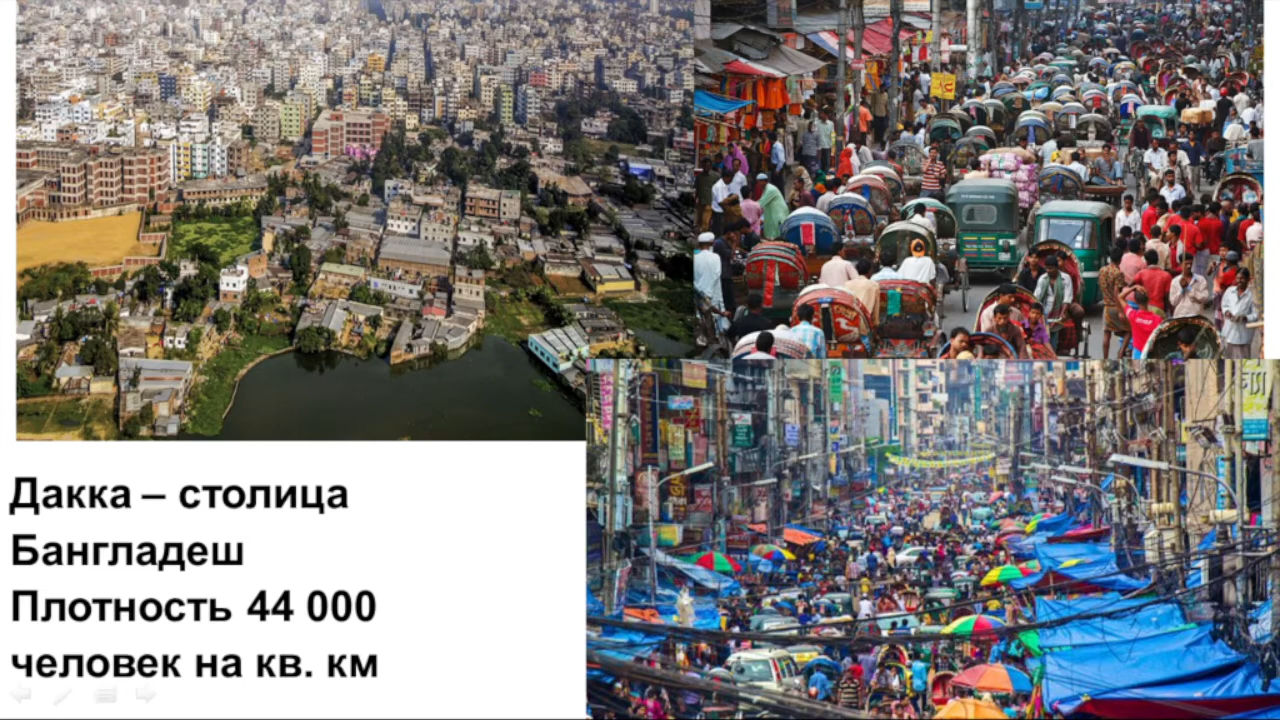 Дакка – столица
Бангладеш
Плотность 44 000
человек на кв. км